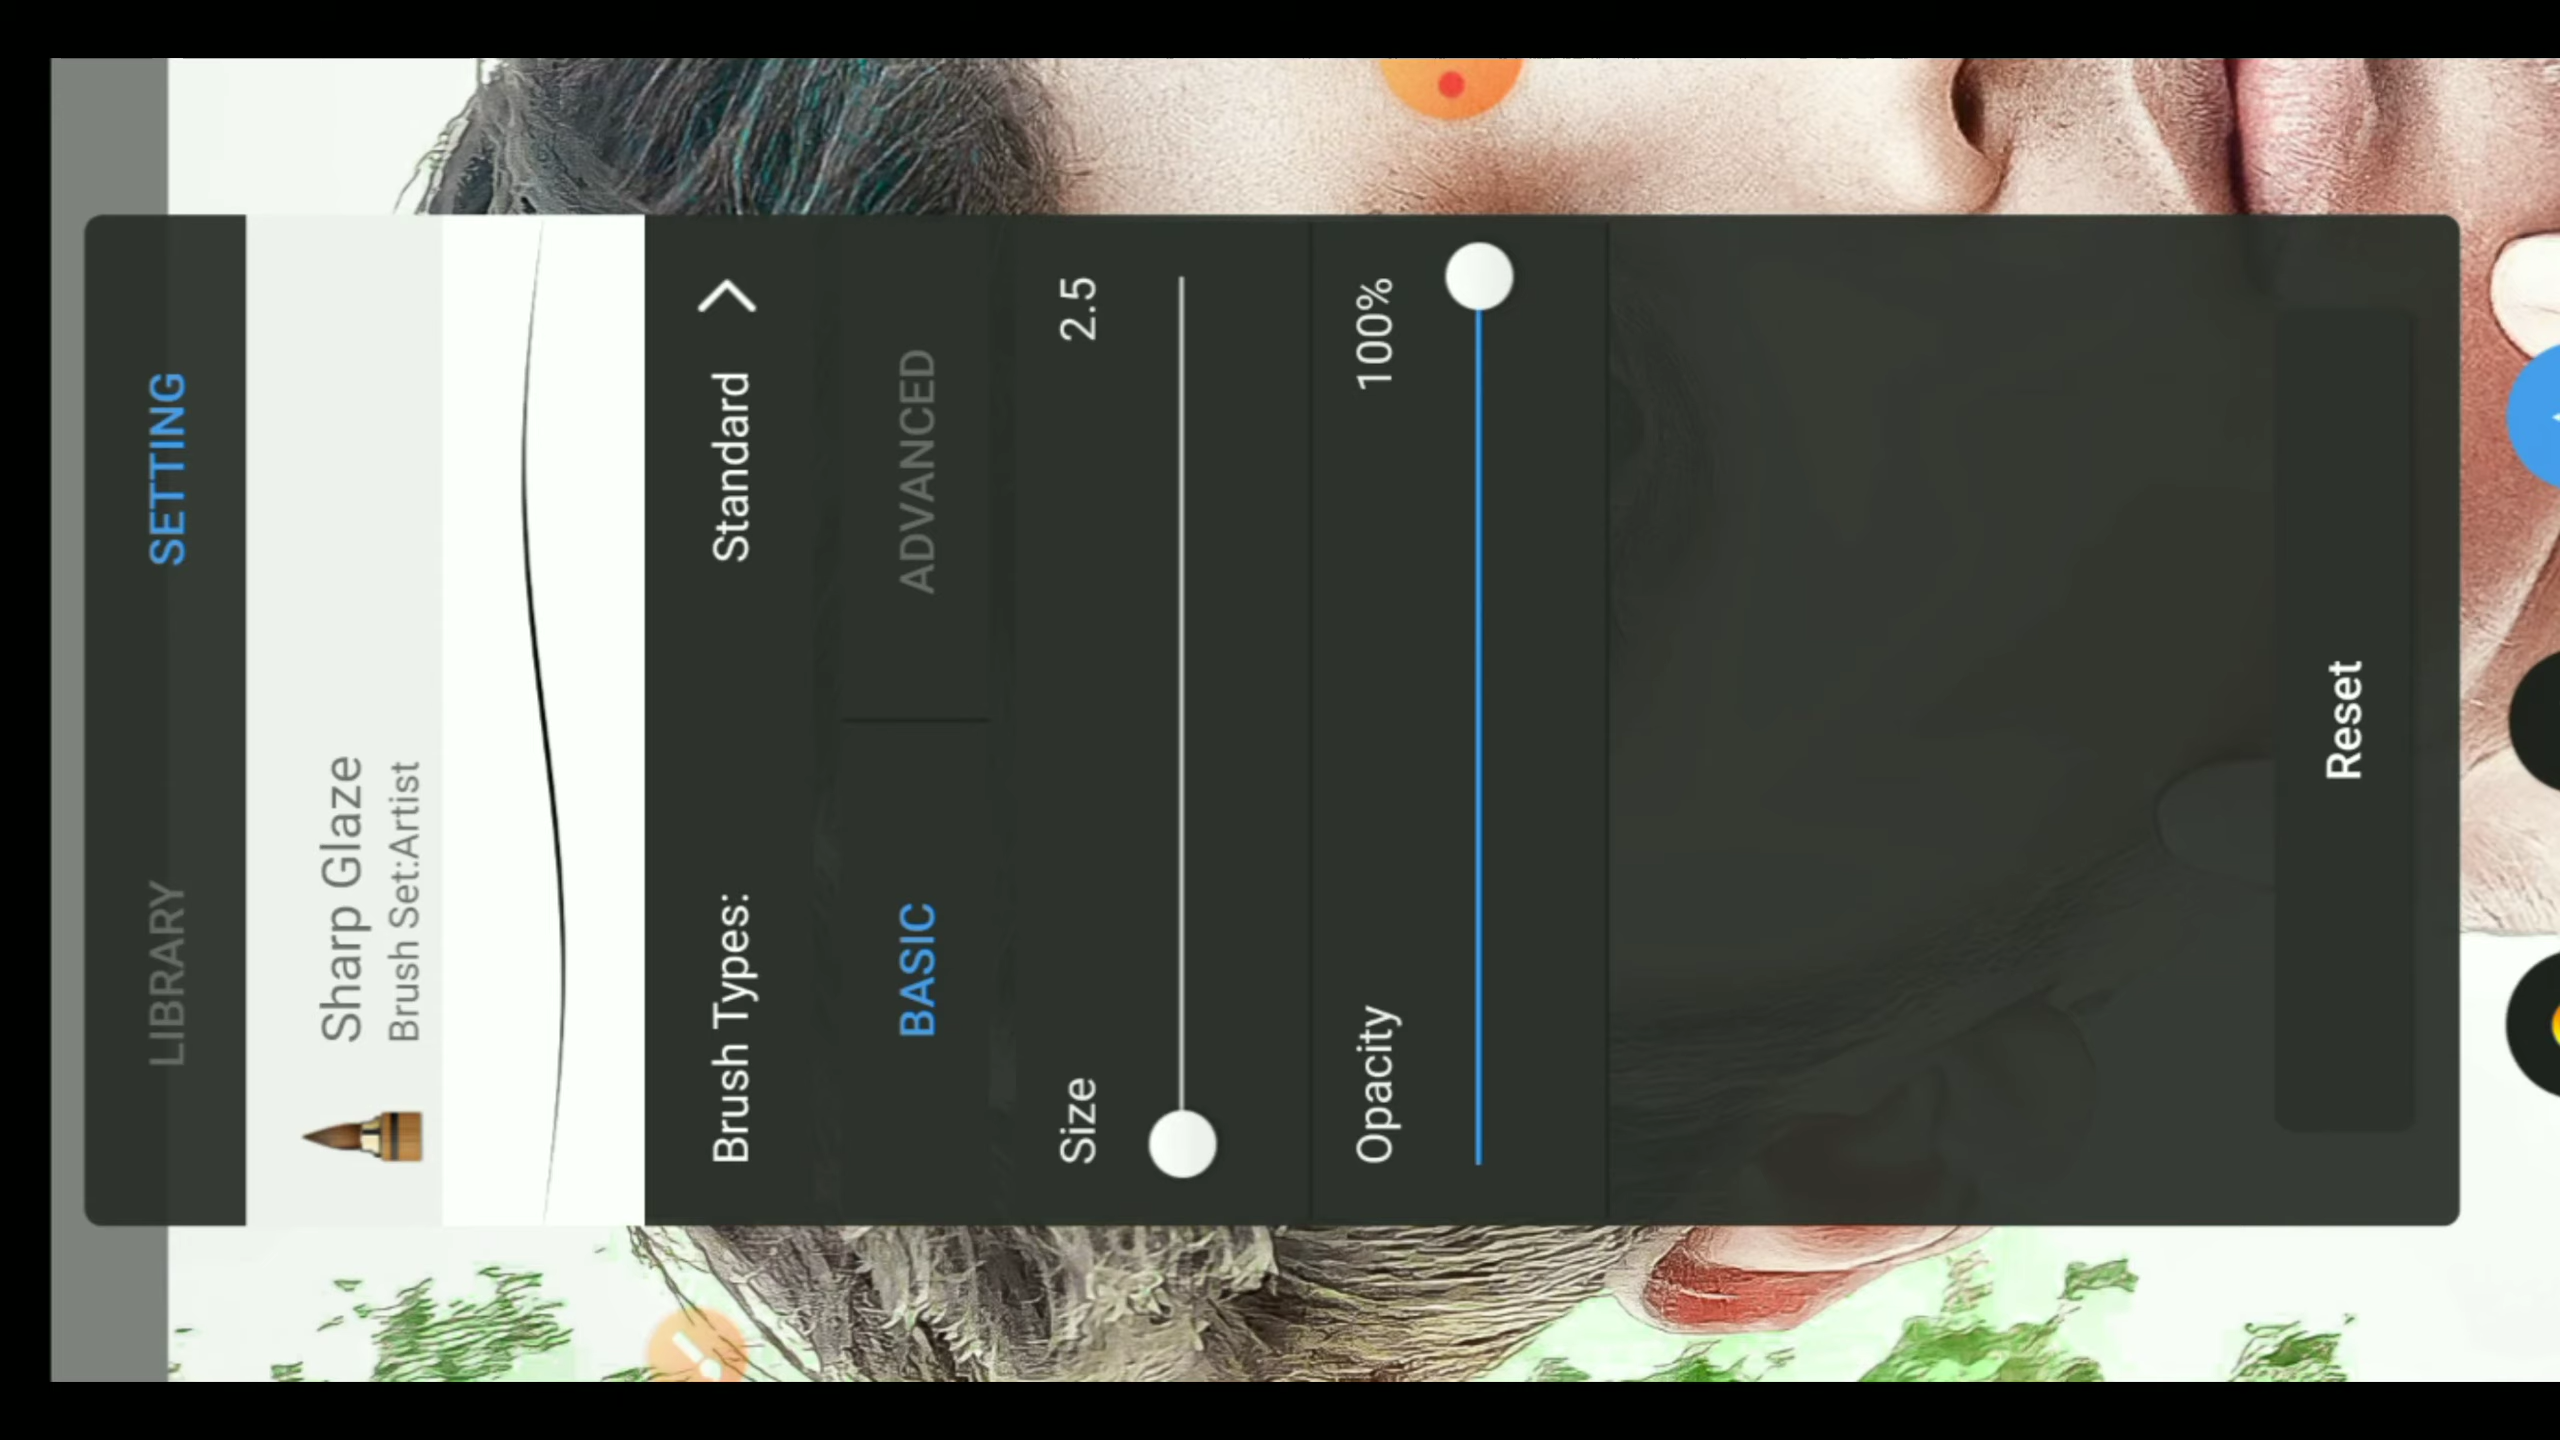 LIBRARY SETTING
Sharp Glaze
Brush Set:Artist
Brush Types: Standard
BASIC ADVANCED
Size 2.5
Opacity 100%
Reset